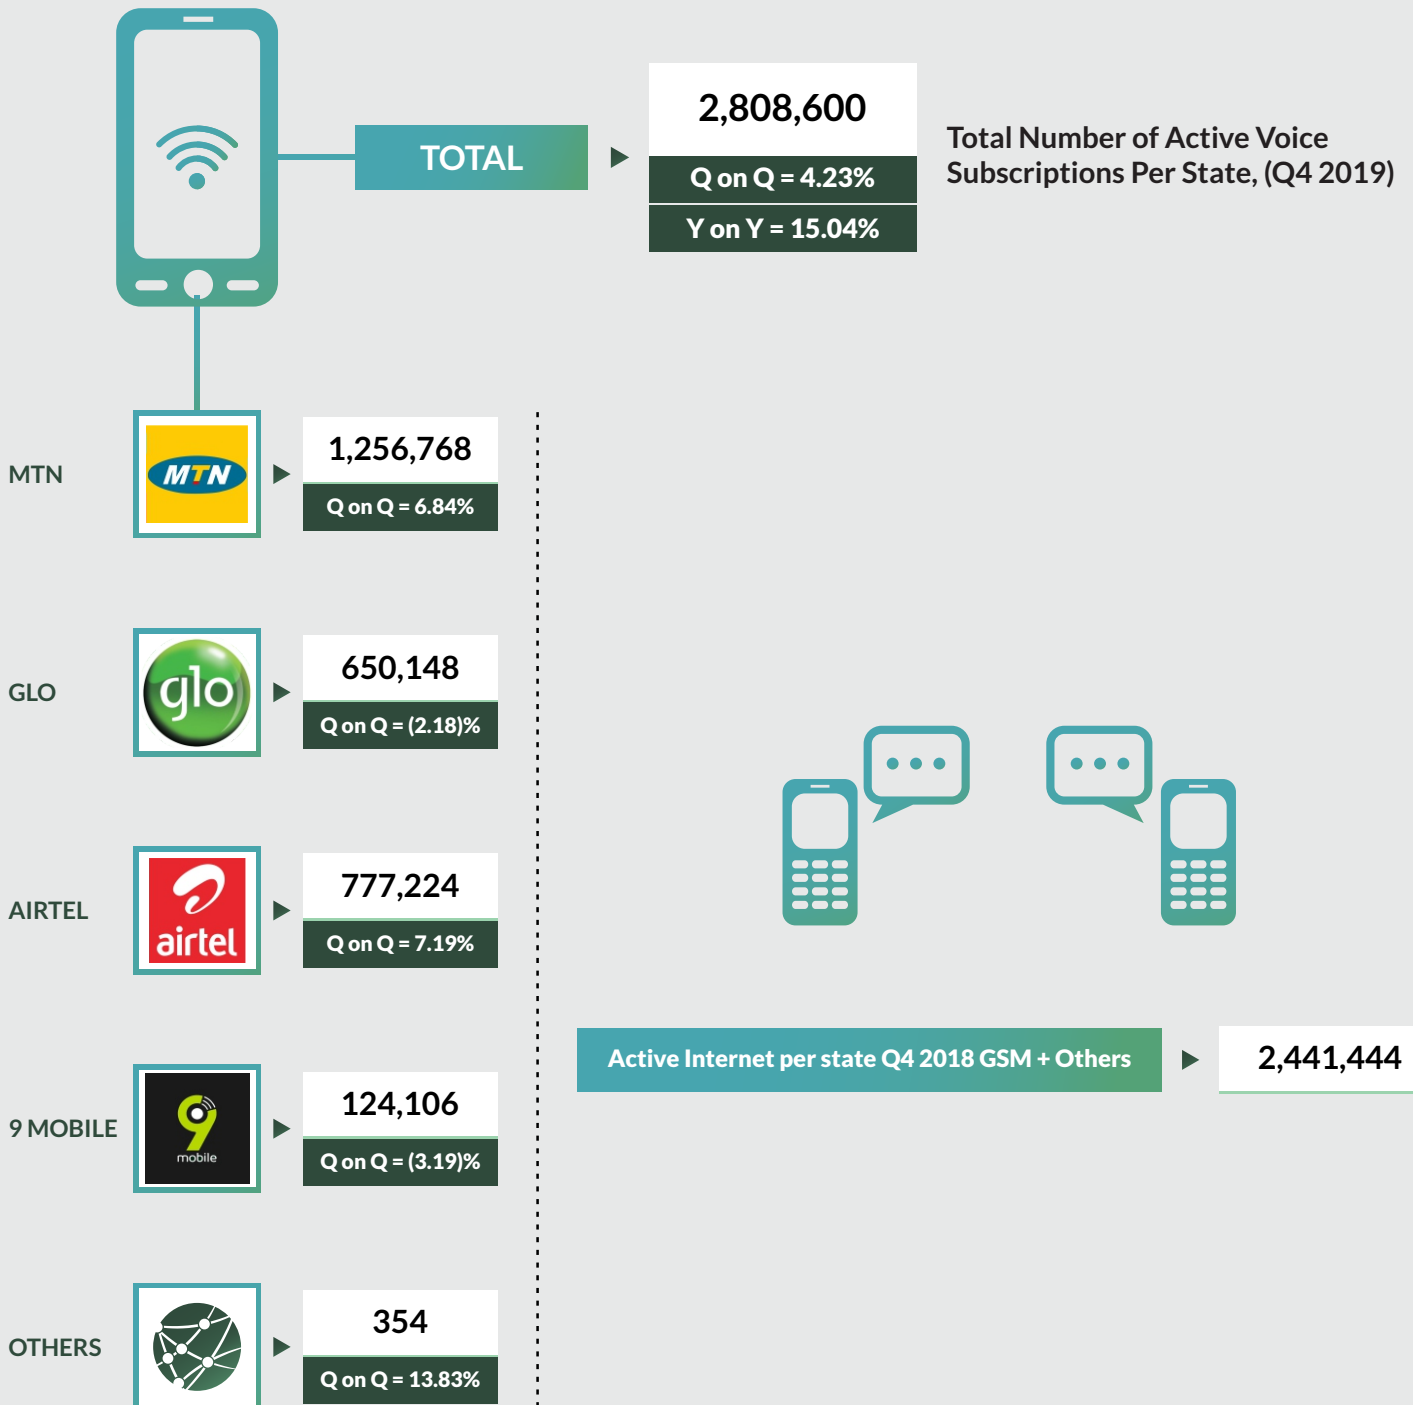 TOTAL
2,808,600
Q on Q = 4.23%
Y on Y = 15.04%
Total Number of Active Voice
Subscriptions Per State, (Q4 2019)
MTN
MTN
1,256,768
Q on Q = 6.84%
GLO
glo
650,148
Q on Q = (2.18)%
AIRTEL
airtel
777,224
Q on Q = 7.19%
9 MOBILE
9
mobile
124,106
Q on Q = (3.19)%
OTHERS
354
Q on Q = 13.83%
Active Internet per state Q4 2018 GSM + Others
2,441,444